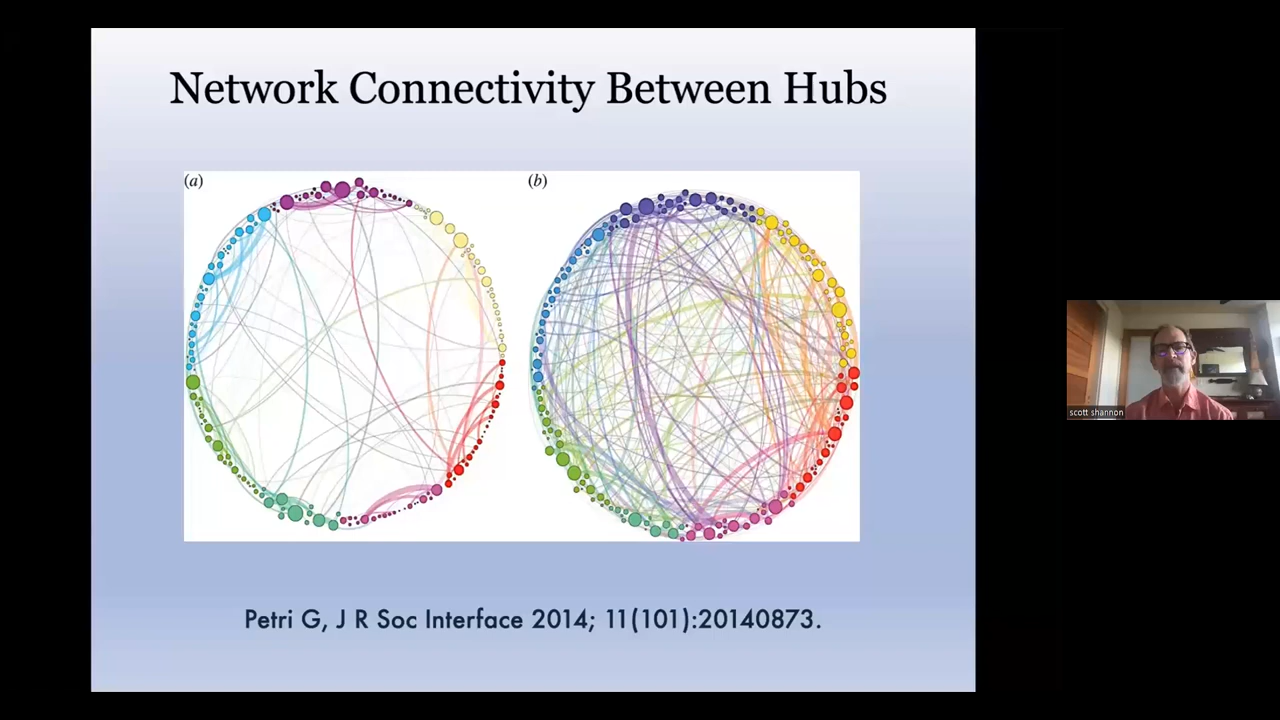 Network Connectivity Between Hubs
(a)
(b)
Petri G, J R Soc Interface 2014; 11(101):20140873.
scott shannon